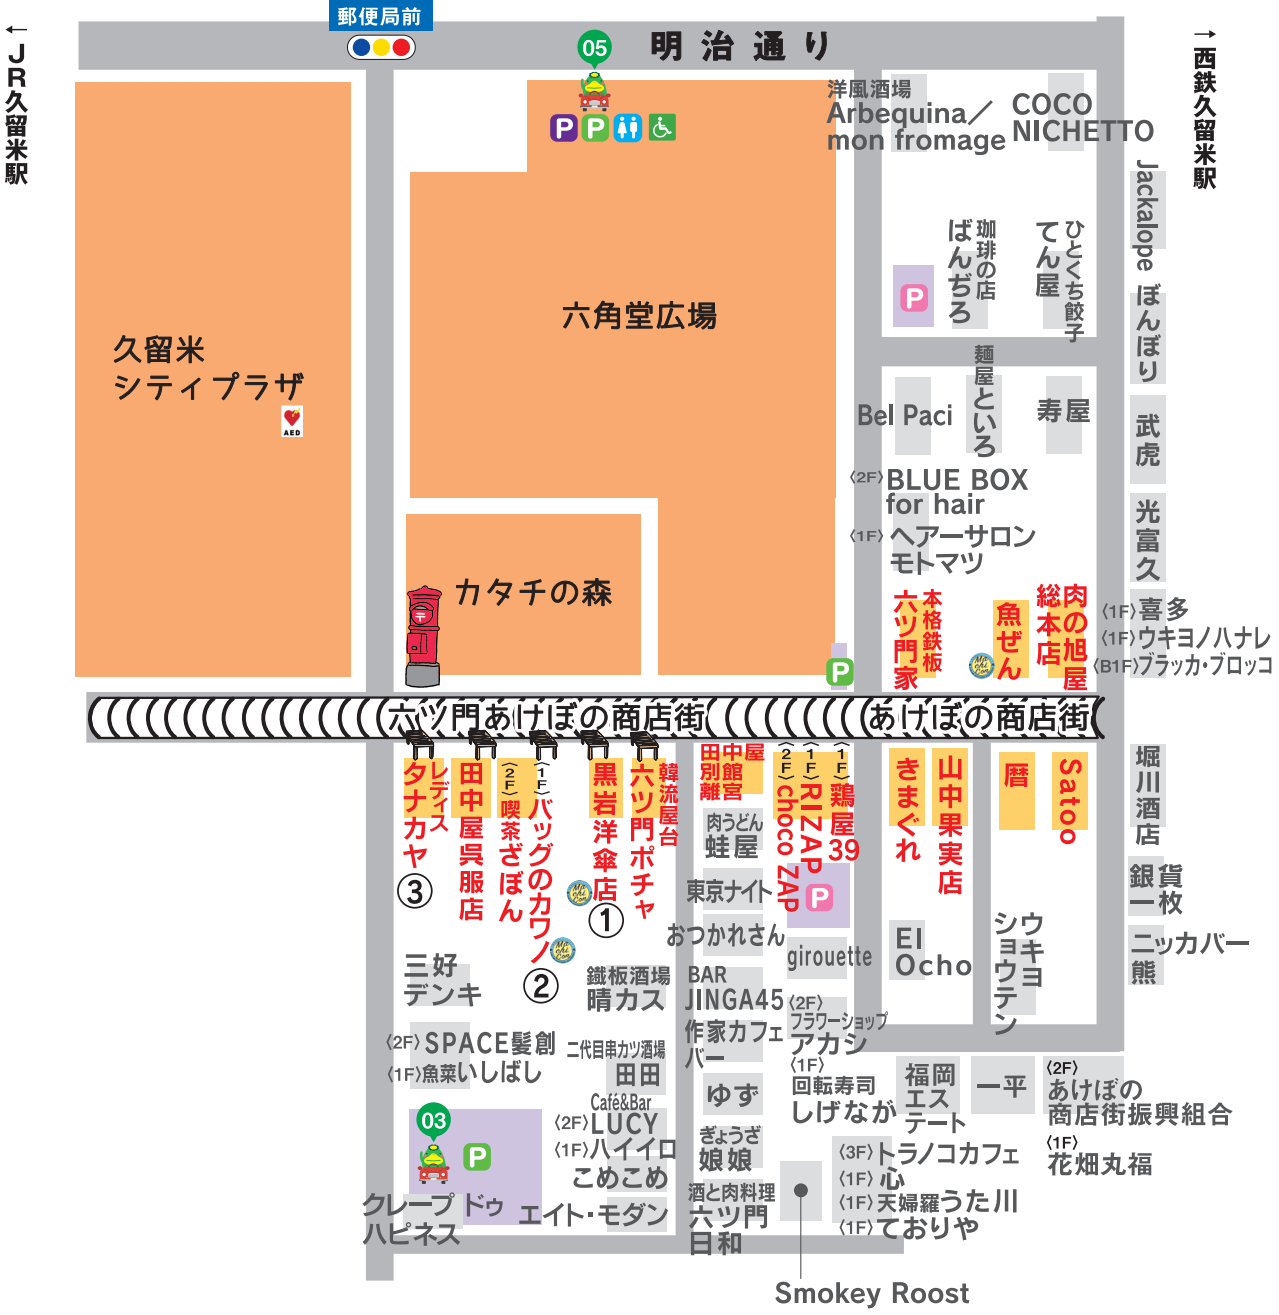 郵便局前
05
明治通り
←JR久留米駅
→西鉄久留米駅
P
P
洋風酒場
Arbequina／
mon fromage
COCO
NICHETTO
Jackalope
珈琲の店
ばんぢろ
ひとくち餃子
てん屋
P
ぼんぼり
六角堂広場
久留米
シティプラザ
AED
麺屋といろ
Bel Paci
寿屋
武虎
〈2F〉BLUE BOX
for hair
〈1F〉ヘアーサロン
モトマツ
光富久
カタチの森
〒
本格鉄板
六ツ門家
魚ぜん
Machi Con
肉の旭屋
総本店
〈1F〉喜多
〈1F〉ウキヨノハナレ
〈B1F〉ブラッカ・ブロッコ
P
六ツ門あけぼの商店街
あけぼの商店街
レディス
タナカヤ
③
田中屋呉服店
〈2F〉喫茶ざぼん
〈1F〉バッグのカワノ
Machi Con
②
黒岩洋傘店
Machi Con
①
韓流屋台
六ツ門ポチャ
田中屋
別館宮
離
〈2F〉choco ZAP
〈1F〉RIZAP
〈1F〉鶏屋39
きまぐれ
山中果実店
暦
Satoo
堀川酒店
肉うどん
蛙屋
東京ナイト
P
おつかれさん
girouette
El
Ocho
ウキヨ
ショウテン
銀貨
一枚
ニッカバー
熊
三好
デンキ
鐵板酒場
晴カス
BAR
JINGA45
〈2F〉
フラワーショップ
アカシ
作家カフェ
バー
〈2F〉SPACE髪創
〈1F〉魚菜いしばし
二代目串カツ酒場
田田
〈1F〉
回転寿司
しげなが
福岡
エス
テート
一平
〈2F〉
あけぼの
商店街振興組合
〈1F〉
花畑丸福
ゆず
Café&Bar
〈2F〉LUCY
〈1F〉ハイイロ
こめこめ
03
P
ぎょうざ
娘娘
〈3F〉トラノコカフェ
〈1F〉心
〈1F〉天婦羅うた川
〈1F〉ておりや
クレープ ドゥ
ハピネス
エイト・モダン
酒と肉料理
六ツ門
日和
Smokey Roost